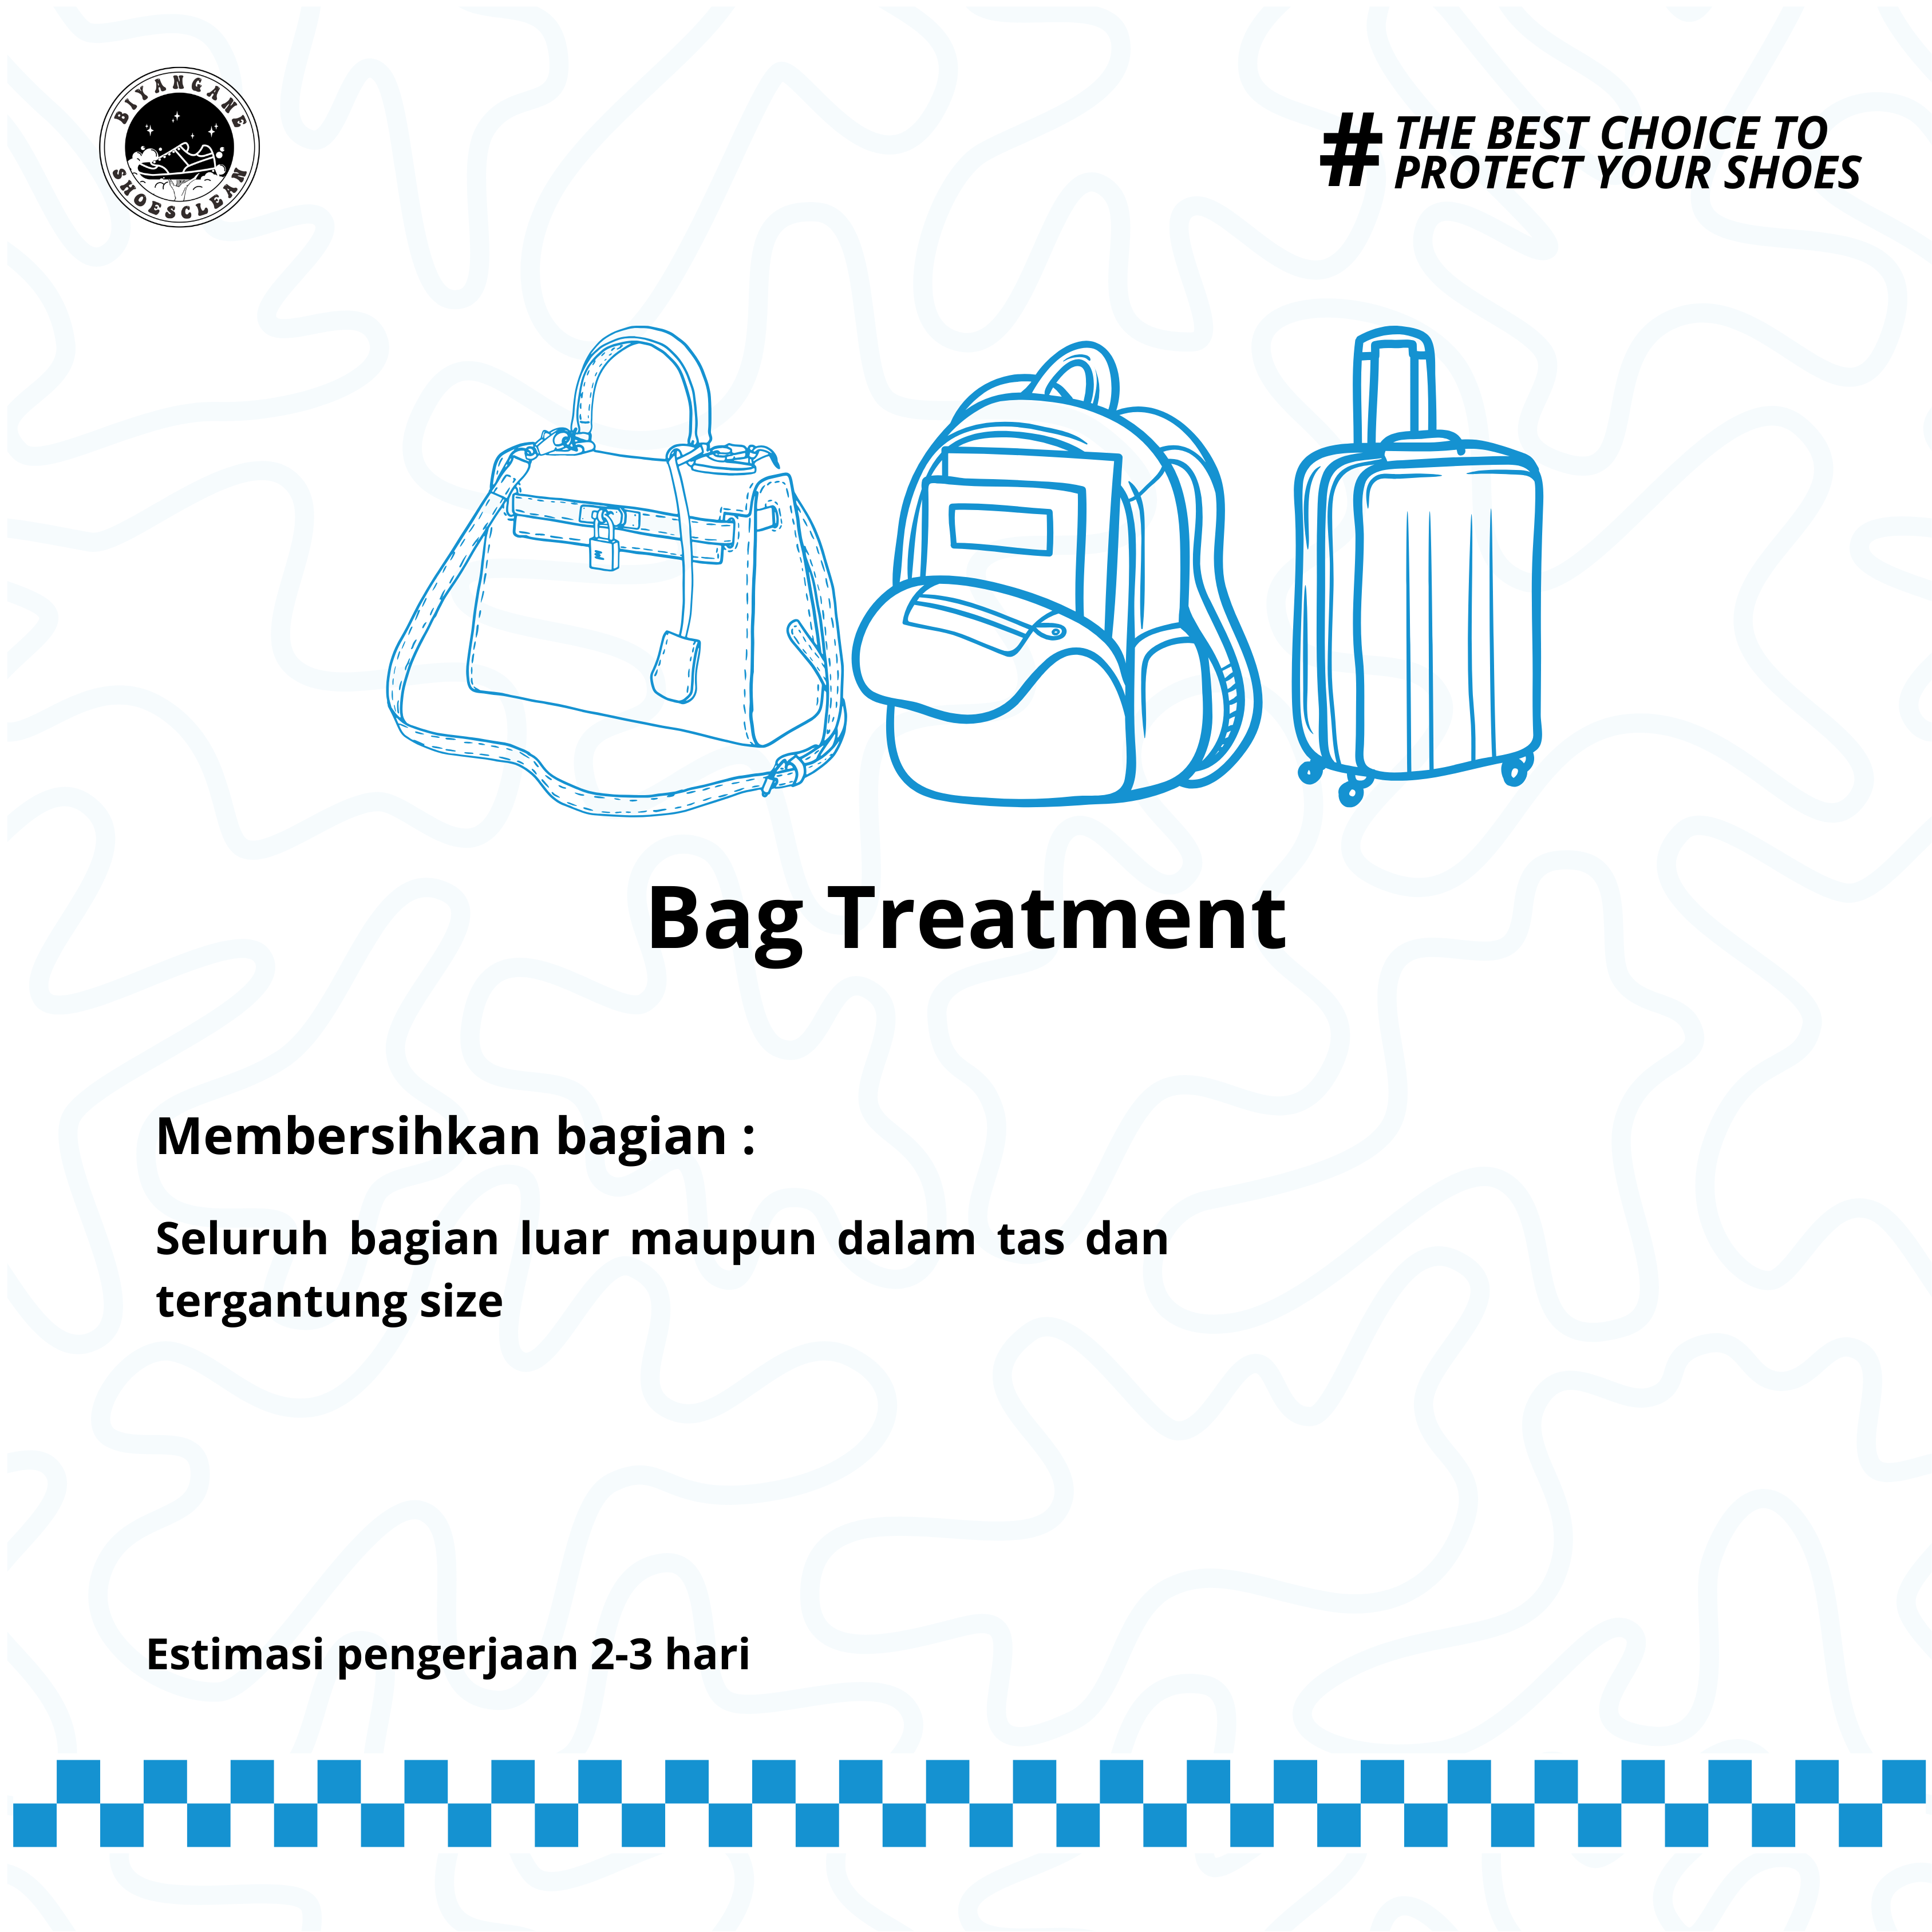 BIYANGANE
SHOESCLEAN
# THE BEST CHOICE TO
PROTECT YOUR SHOES
Bag Treatment
Membersihkan bagian :
Seluruh bagian luar maupun dalam tas dan
tergantung size
Estimasi pengerjaan 2-3 hari